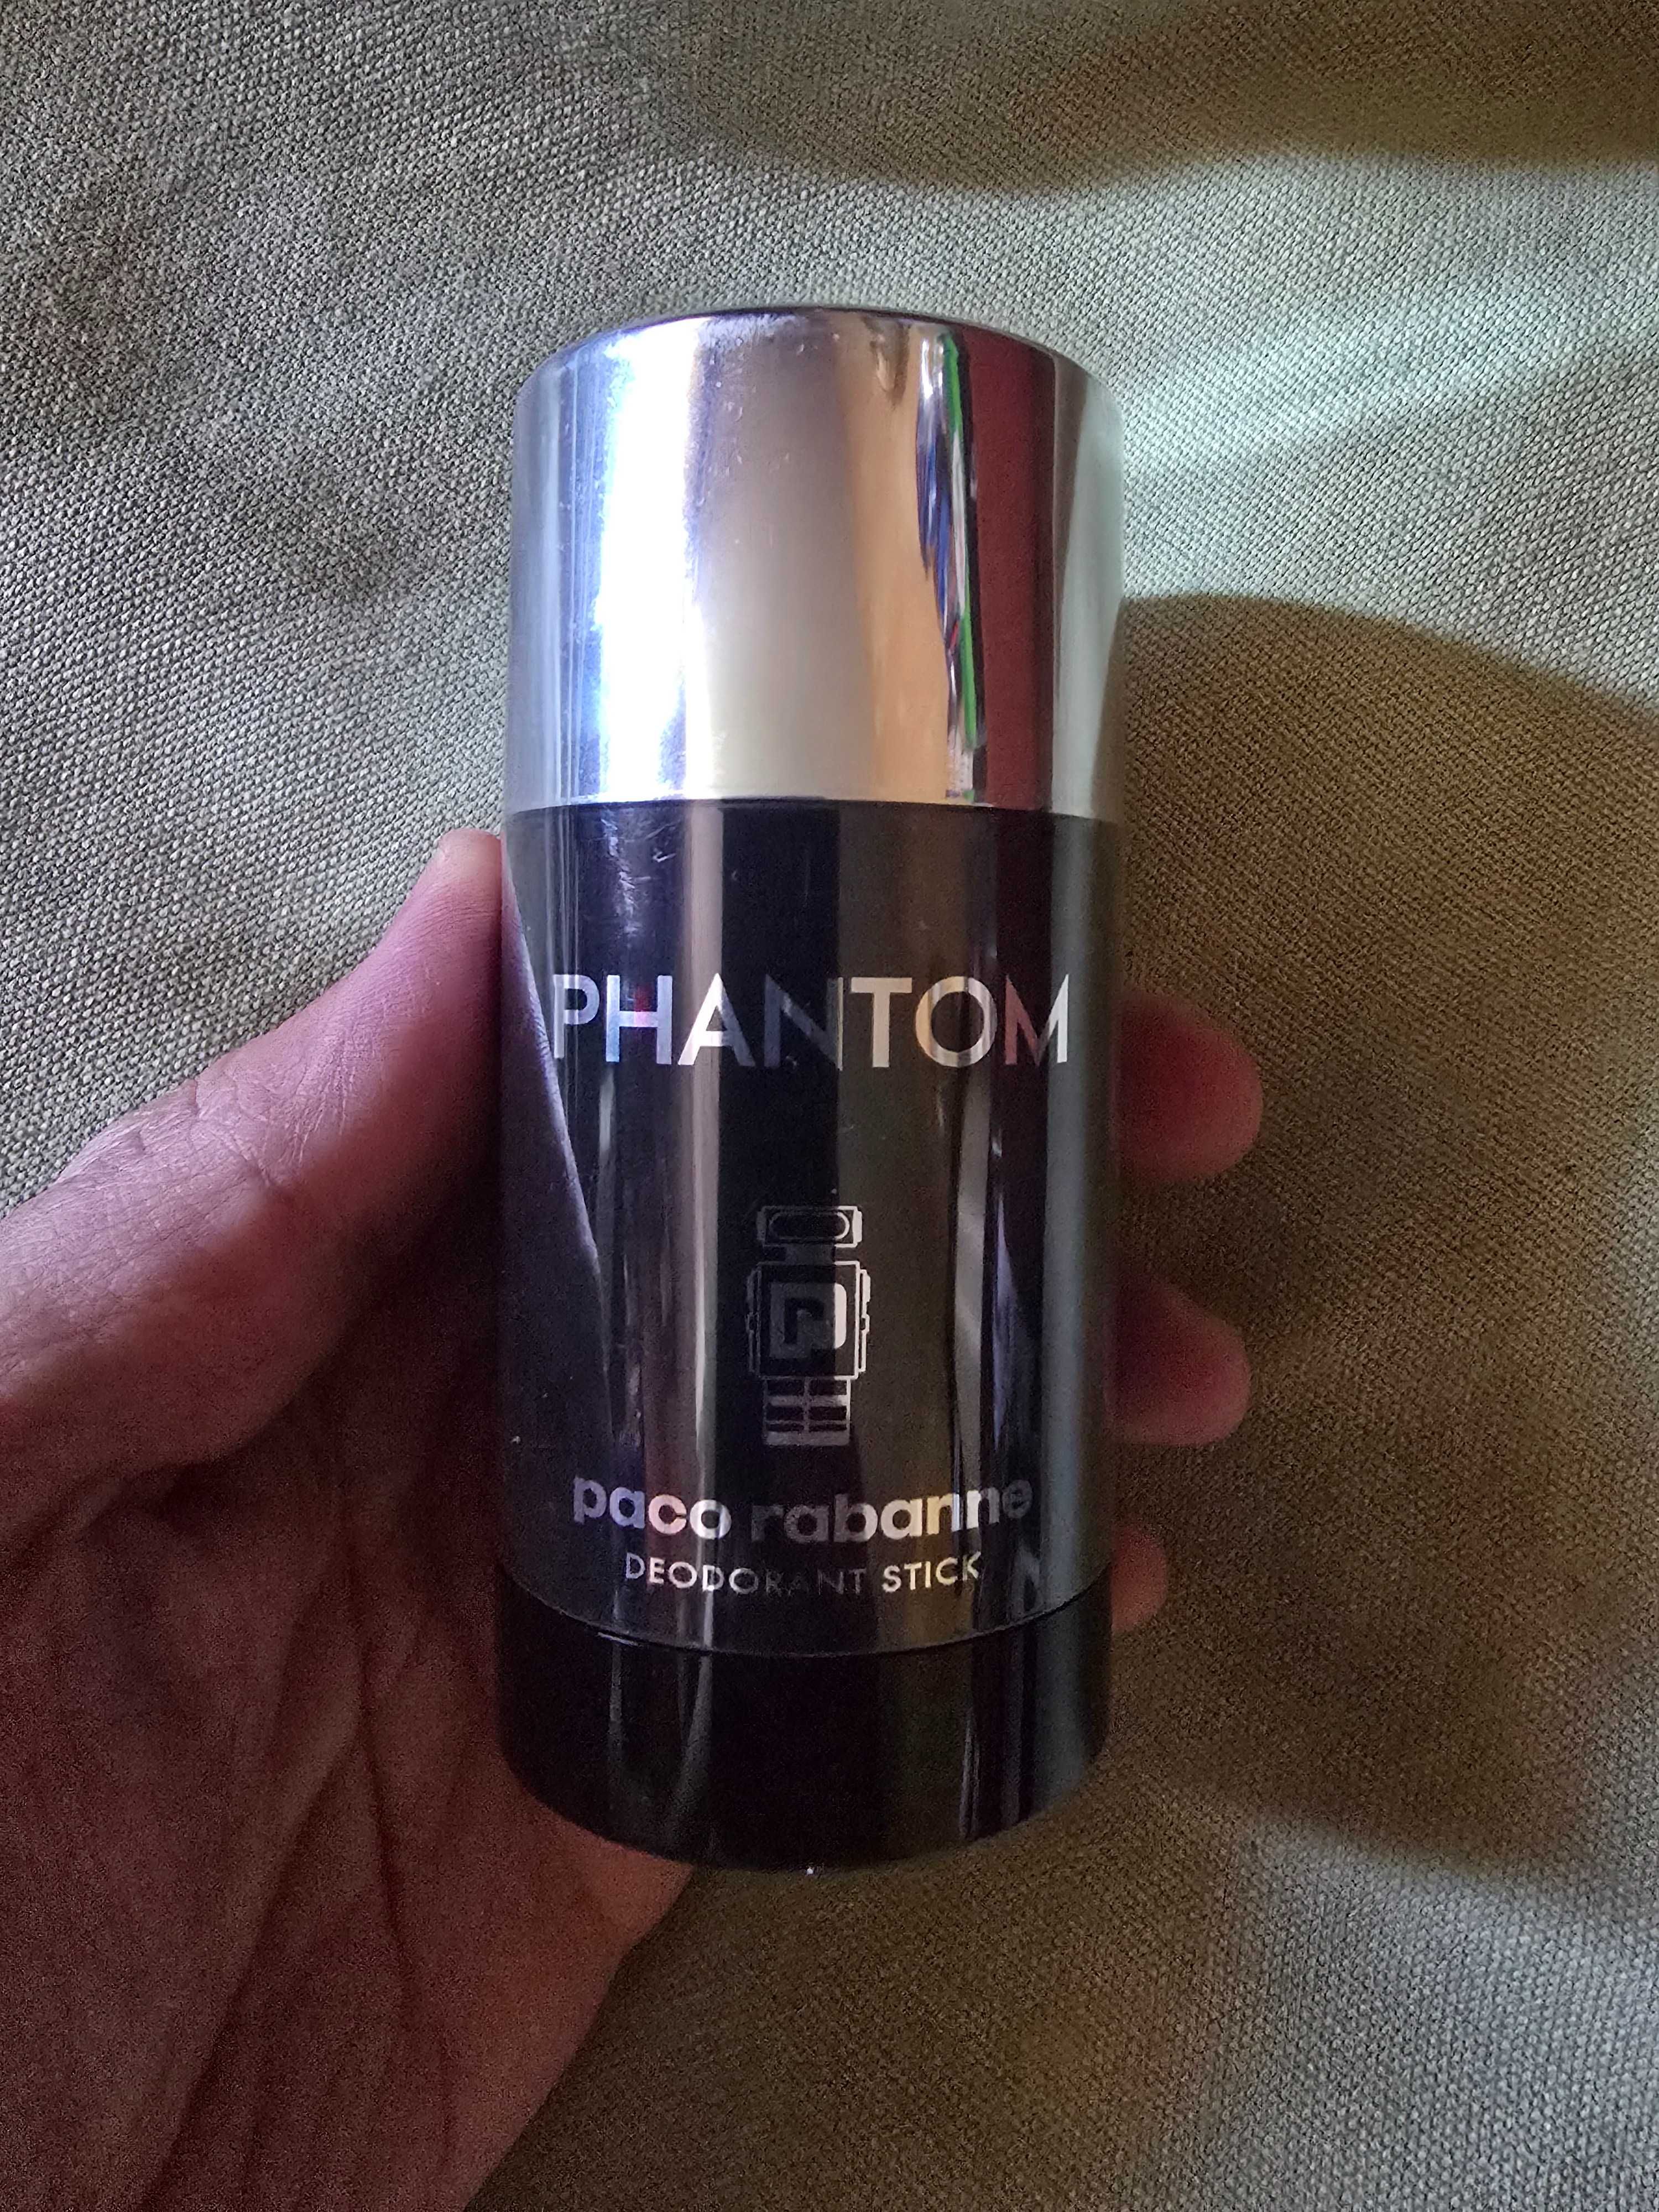 PHANTOM
P
paco rabanne
DEODORANT STICK